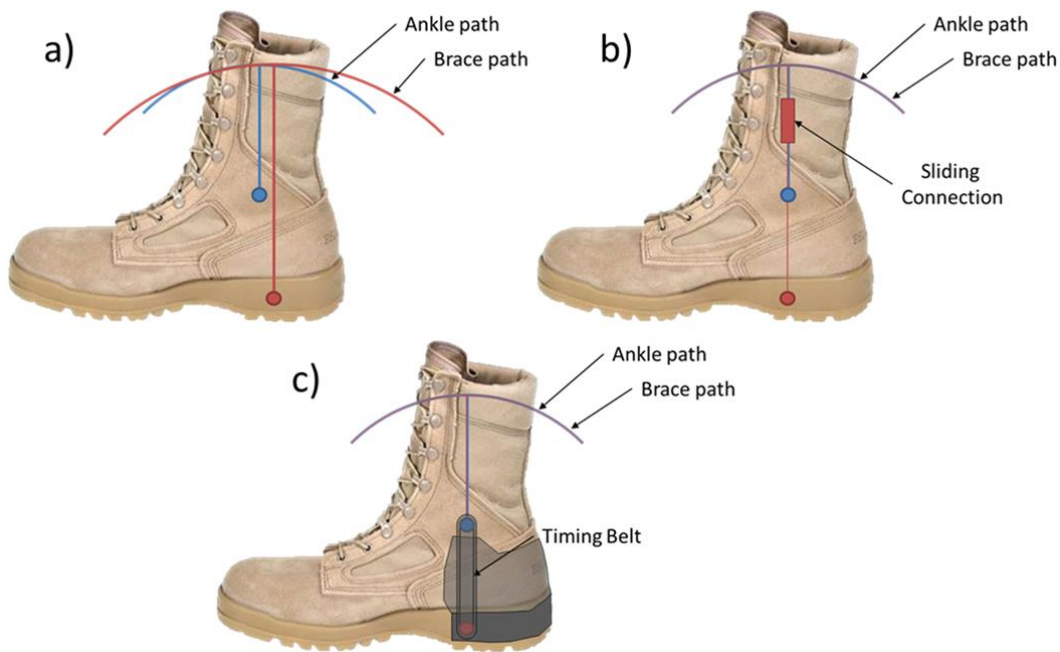 a)
Ankle path
Brace path
b)
Ankle path
Brace path
Sliding
Connection
c)
Ankle path
Brace path
Timing Belt